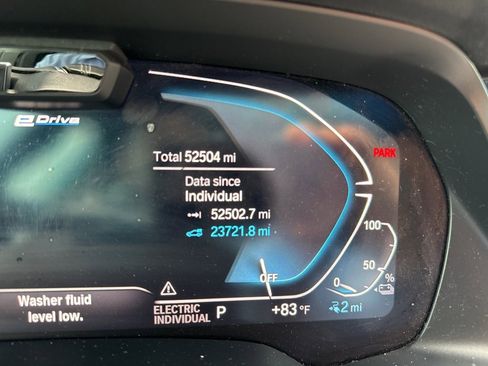 eDrive
Total 52504 mi
PARK
Data since
Individual
52502.7 mi
23721.8 mi
100
50
%
0
OFF
Washer fluid
level low.
ELECTRIC
INDIVIDUAL
P
+83 °F
2 mi